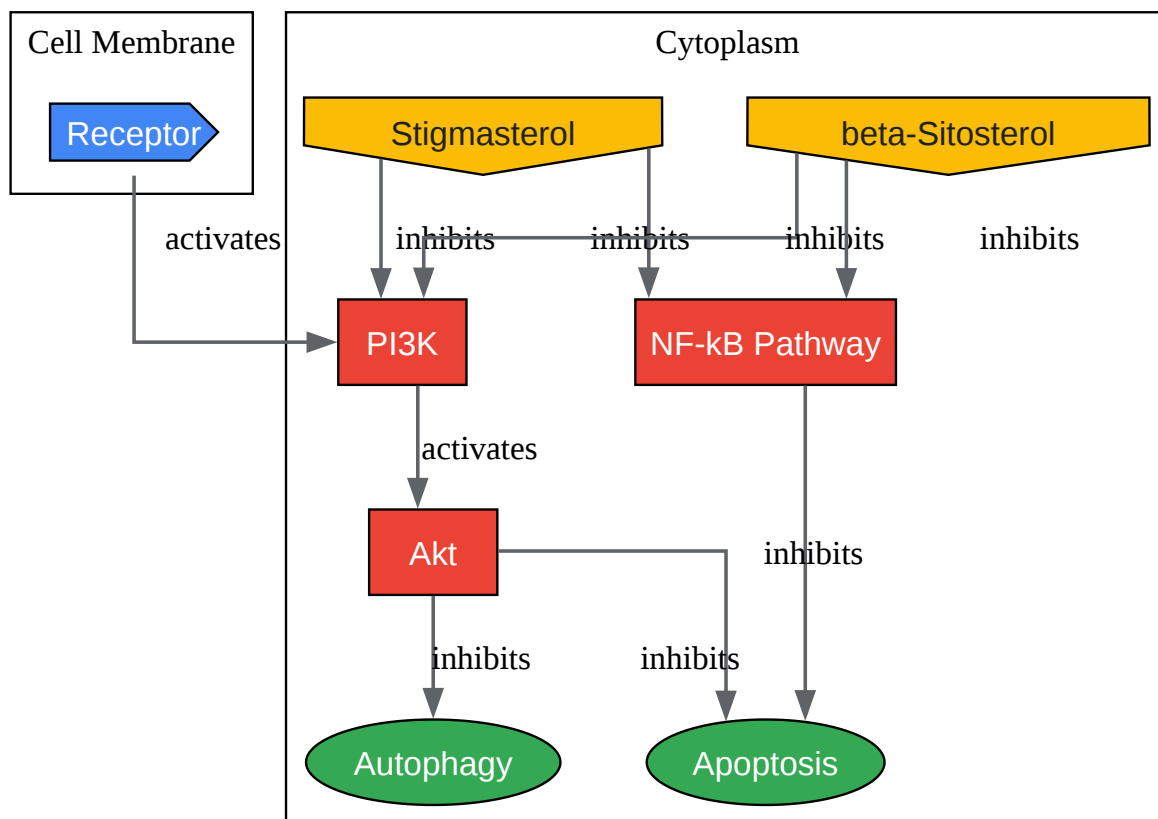 Cell Membrane
Cytoplasm
Receptor
Stigmasterol
beta-Sitosterol
activates
inhibits
inhibits
inhibits
inhibits
PI3K
NF-kB Pathway
activates
Akt
inhibits
inhibits
inhibits
Autophagy
Apoptosis